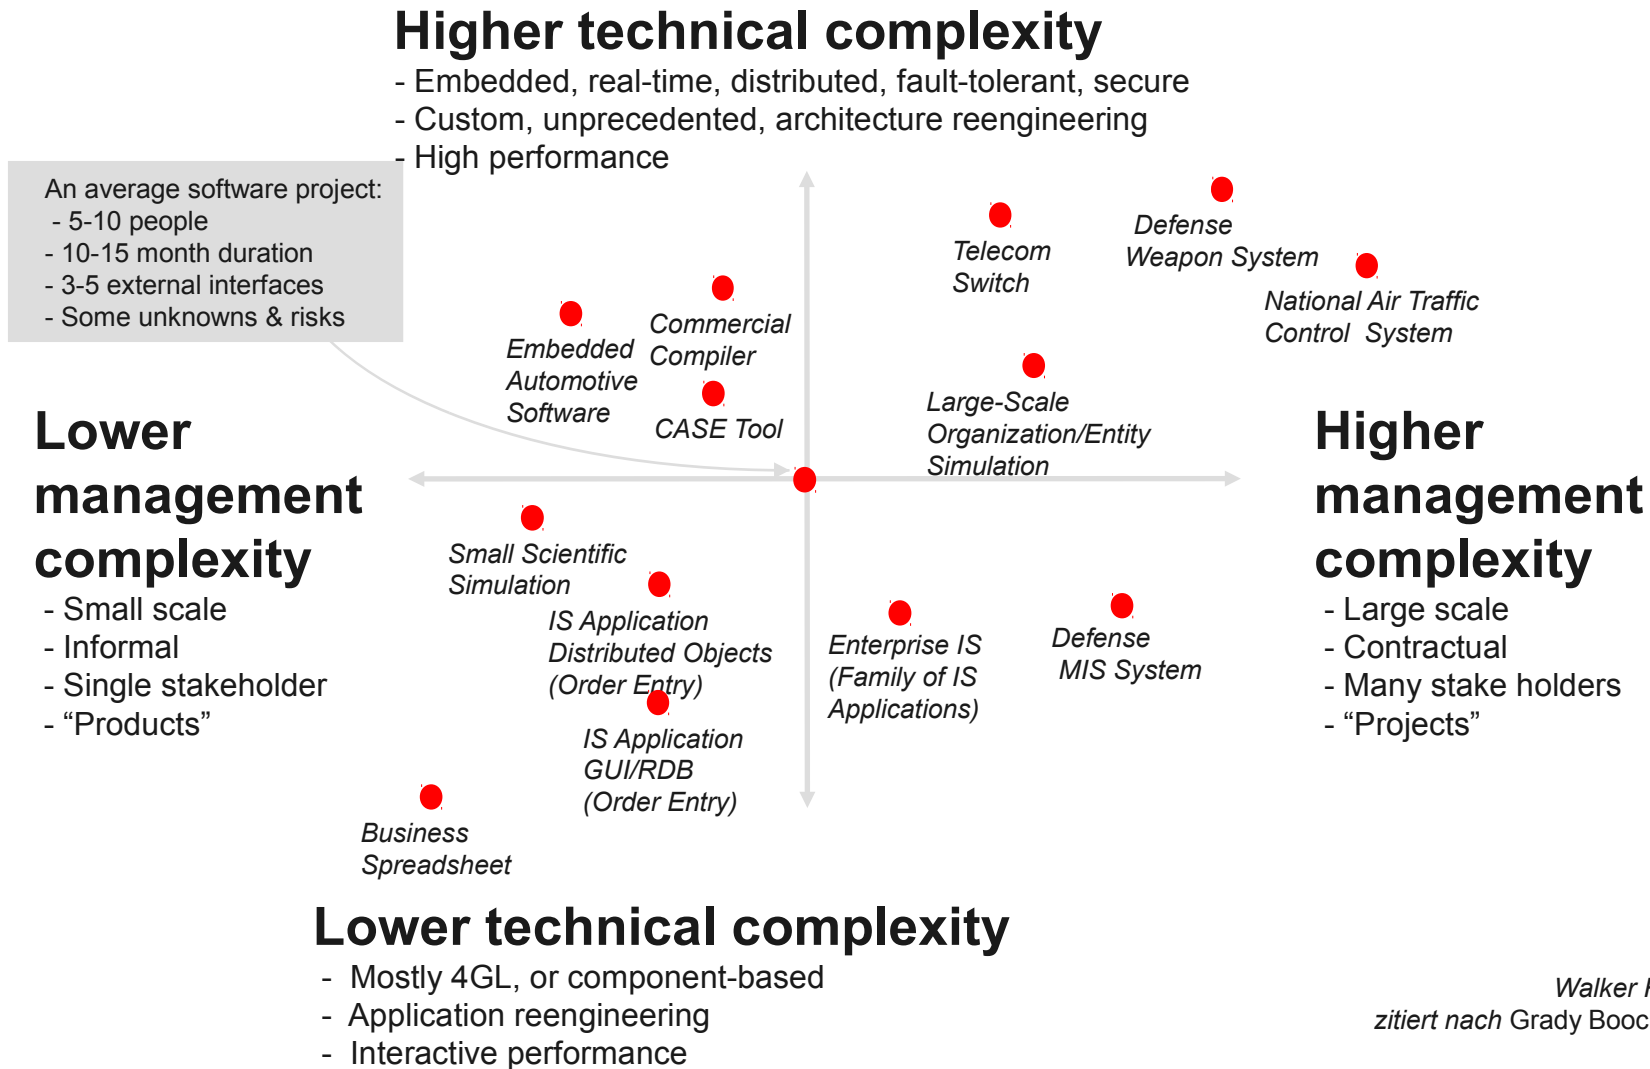 Higher technical complexity
- Embedded, real-time, distributed, fault-tolerant, secure
- Custom, unprecedented, architecture reengineering
- High performance
An average software project:
- 5-10 people
- 10-15 month duration
- 3-5 external interfaces
- Some unknowns & risks
Telecom
Switch
Defense
Weapon System
National Air Traffic
Control System
Commercial
Compiler
Embedded
Automotive
Software
CASE Tool
Large-Scale
Organization/Entity
Simulation
Lower
management
complexity
- Small scale
- Informal
- Single stakeholder
- “Products”
Higher
management
complexity
- Large scale
- Contractual
- Many stake holders
- “Projects”
Small Scientific
Simulation
IS Application
Distributed Objects
(Order Entry)
Enterprise IS
(Family of IS
Applications)
Defense
MIS System
IS Application
GUI/RDB
(Order Entry)
Business
Spreadsheet
Lower technical complexity
- Mostly 4GL, or component-based
- Application reengineering
- Interactive performance
Walker
zitiert nach Grady Booc